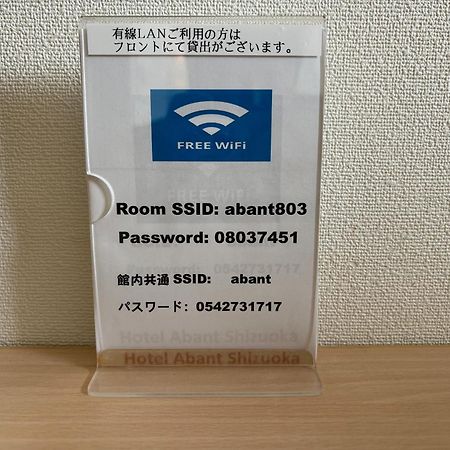 有線LANご利用の方は
フロントにて貸出がございます。
FREE WiFi
Room SSID: abant803
Password: 08037451
館内共通 SSID: abant
パスワード: 0542731717
Hotel Abant Shizuoka
Hotel Abant Shizuoka